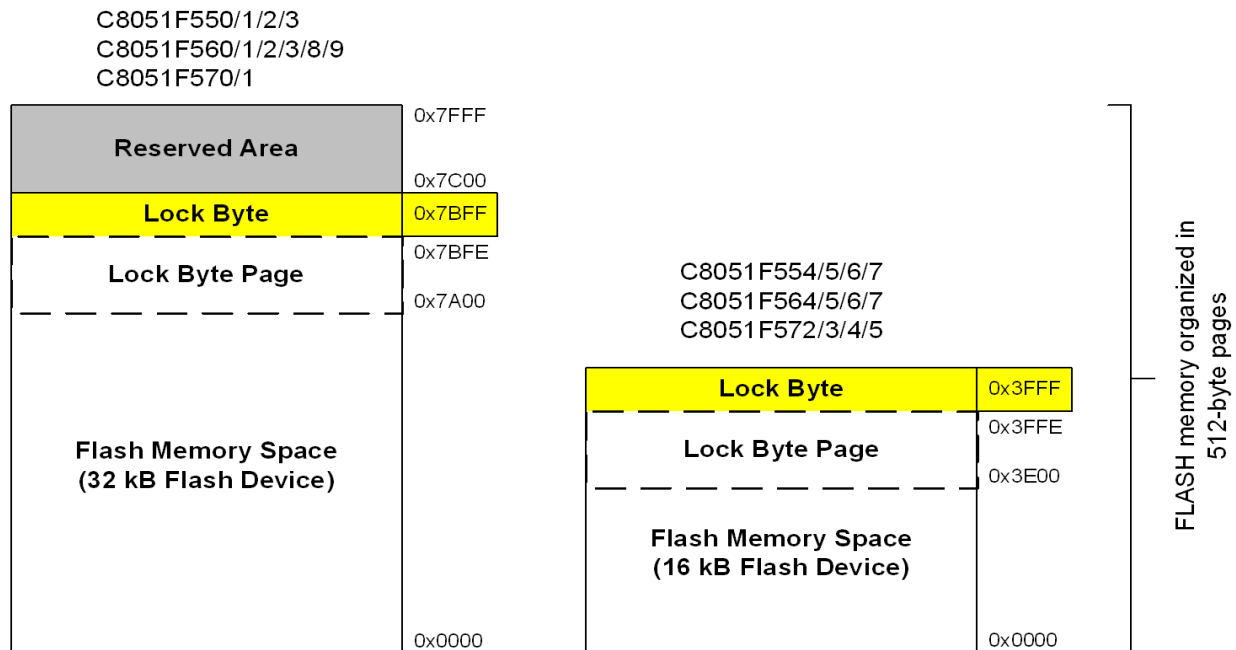 C8051F550/1/2/3
C8051F560/1/2/3/8/9
C8051F570/1
0x7FFF
Reserved Area
0x7C00
Lock Byte
0x7BFF
0x7BFE
Lock Byte Page
0x7A00
Flash Memory Space
(32 kB Flash Device)
0x0000
C8051F554/5/6/7
C8051F564/5/6/7
C8051F572/3/4/5
Lock Byte
0x3FFF
0x3FFE
Lock Byte Page
0x3E00
Flash Memory Space
(16 kB Flash Device)
0x0000
FLASH memory organized in
512-byte pages